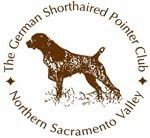 The German Shorthaired Pointer Club
Northern Sacramento Valley